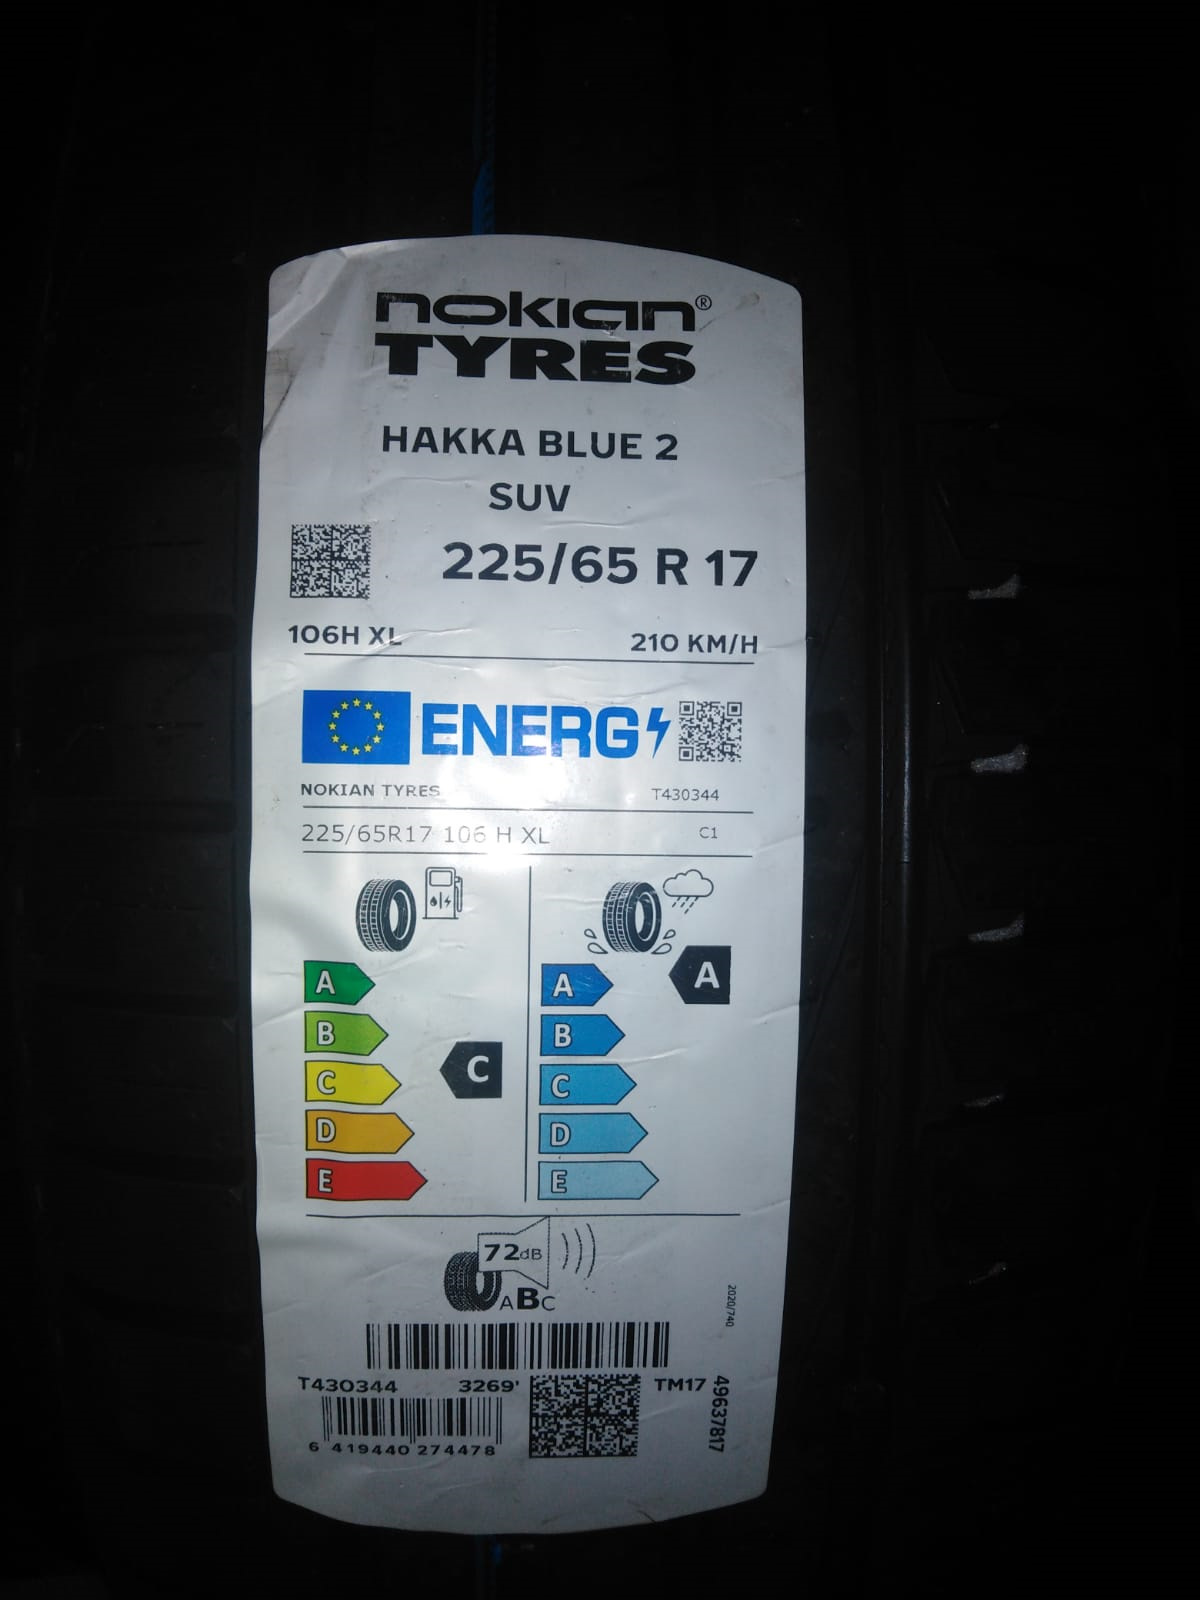 nokian®
TYRES
HAKKA BLUE 2
SUV
225/65 R 17
106H XL 210 KM/H
ENERG
NOKIAN TYRES T430344
225/65R17 106 H XL C1
A A A
B B
C C C
D D
E E
72dB
ABC
2020/740
T430344 3269' TM17
49637817
6 419440 274478